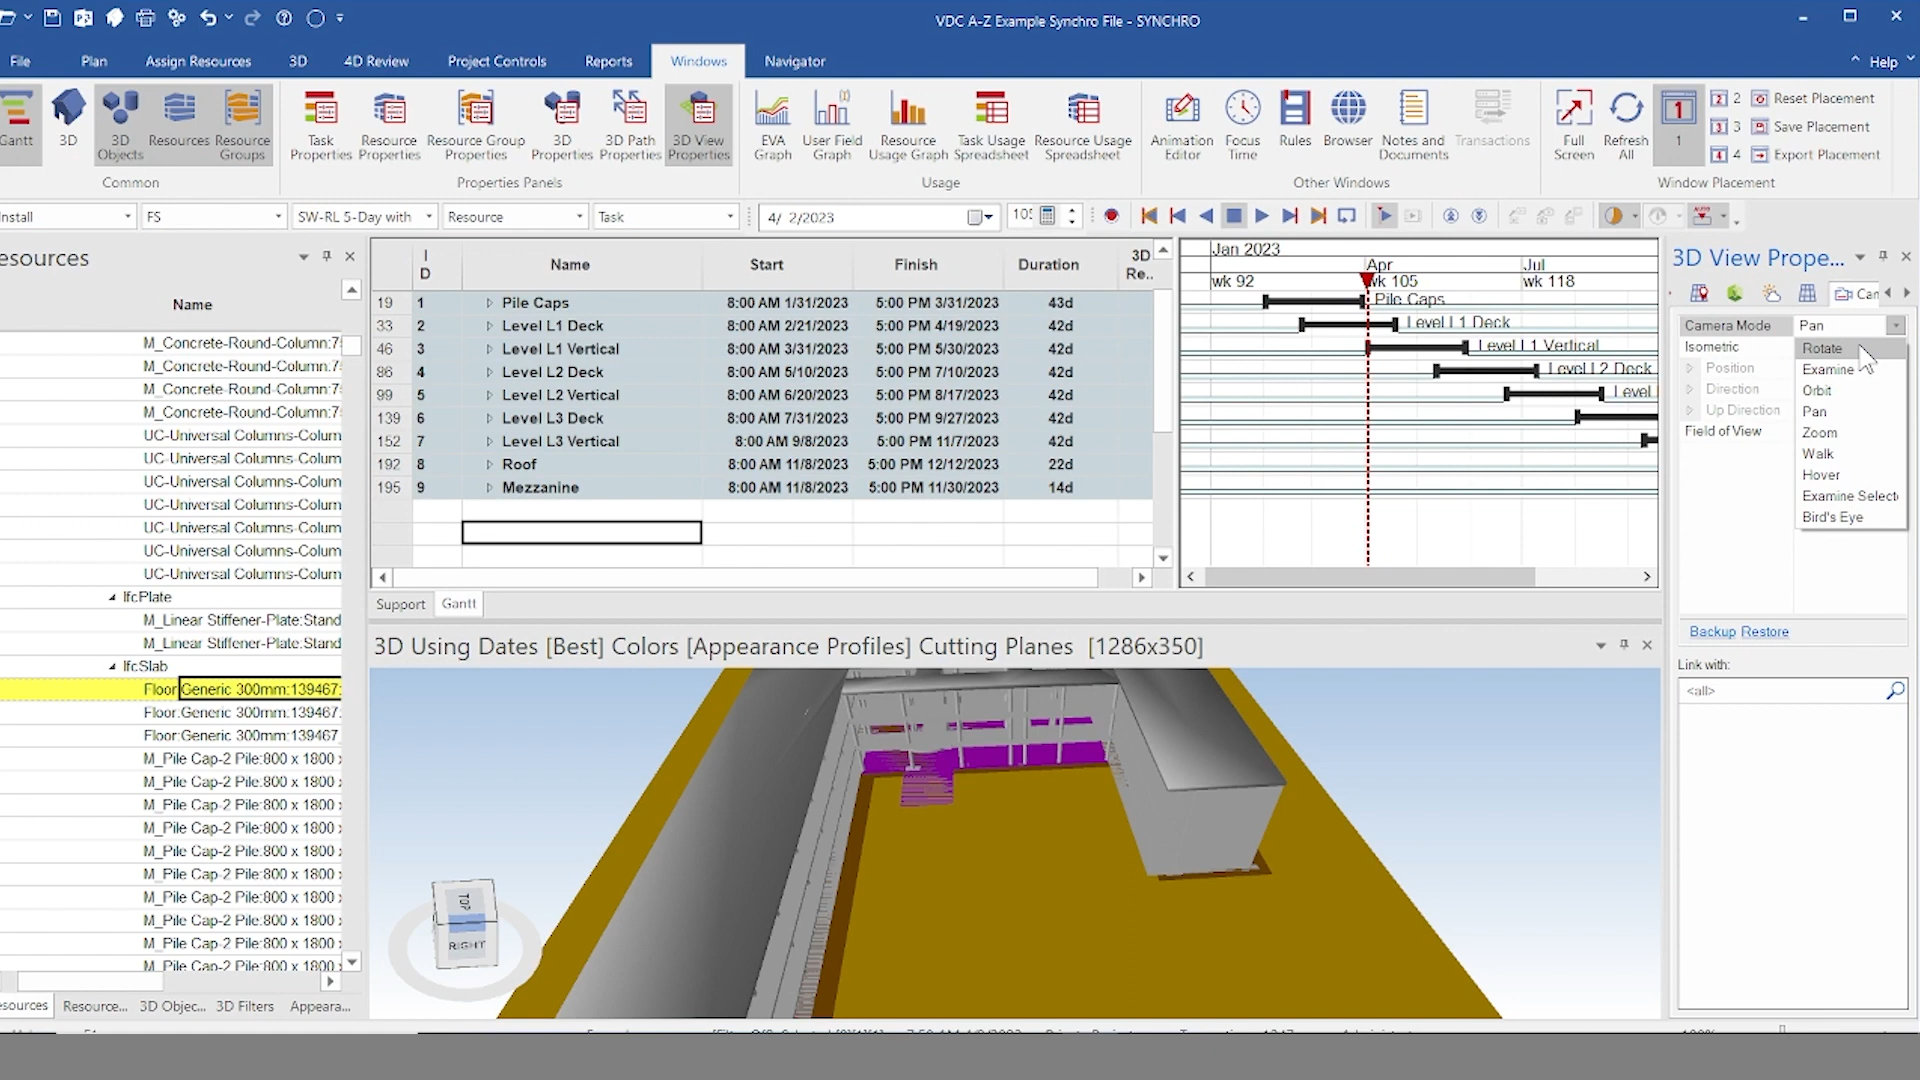 VDC A-Z Example Synchro File - SYNCHRO
File Plan Assign Resources 3D 4D Review Project Controls Reports Windows Navigator Help
Gantt
3D
3D Objects
Resources
Resource Groups
Task Properties
Resource Properties
Resource Group Properties
3D Properties
3D Path Properties
3D View Properties
EVA Graph
User Field Graph
Resource Usage Graph
Task Usage Spreadsheet
Resource Usage Spreadsheet
Animation Editor
Focus Time
Rules
Browser
Notes and Documents
Transactions
Full Screen
Refresh All
1
1
2 2 Reset Placement
3 3 Save Placement
4 4 Export Placement
Common Properties Panels Usage Other Windows Window Placement
nstall FS SW-RL 5-Day with Resource Task 4/ 2/2023 105
esources
Name
M_Concrete-Round-Column:7
M_Concrete-Round-Column:7
M_Concrete-Round-Column:7
M_Concrete-Round-Column:7
UC-Universal Columns-Colum
UC-Universal Columns-Colum
UC-Universal Columns-Colum
UC-Universal Columns-Colum
UC-Universal Columns-Colum
UC-Universal Columns-Colum
UC-Universal Columns-Colum
IfcPlate
M_Linear Stiffener-Plate:Stand
M_Linear Stiffener-Plate:Stand
IfcSlab
Floor:Generic 300mm:139467:
Floor:Generic 300mm:139467:
Floor:Generic 300mm:139467
M_Pile Cap-2 Pile:800 x 1800
M_Pile Cap-2 Pile:800 x 1800
M_Pile Cap-2 Pile:800 x 1800
M_Pile Cap-2 Pile:800 x 1800
M_Pile Cap-2 Pile:800 x 1800
M_Pile Cap-2 Pile:800 x 1800
M_Pile Cap-2 Pile:800 x 1800
M_Pile Cap-2 Pile:800 x 1800
M_Pile Cap-2 Pile:800 x 1800
M_Pile Cap-2 Pile:800 x 1800
esources Resource... 3D Objec... 3D Filters Appeara...
ID Name Start Finish Duration 3D Re..
19 1 Pile Caps 8:00 AM 1/31/2023 5:00 PM 3/31/2023 43d
33 2 Level L1 Deck 8:00 AM 2/21/2023 5:00 PM 4/19/2023 42d
46 3 Level L1 Vertical 8:00 AM 3/31/2023 5:00 PM 5/30/2023 42d
86 4 Level L2 Deck 8:00 AM 5/10/2023 5:00 PM 7/10/2023 42d
99 5 Level L2 Vertical 8:00 AM 6/20/2023 5:00 PM 8/17/2023 42d
139 6 Level L3 Deck 8:00 AM 7/31/2023 5:00 PM 9/27/2023 42d
152 7 Level L3 Vertical 8:00 AM 9/8/2023 5:00 PM 11/7/2023 42d
192 8 Roof 8:00 AM 11/8/2023 5:00 PM 12/12/2023 22d
195 9 Mezzanine 8:00 AM 11/8/2023 5:00 PM 11/30/2023 14d
Support Gantt
Jan 2023
Apr Jul
wk 92 wk 105 wk 118
Pile Caps
Level L1 Deck
Level L1 Vertical
Level L2 Deck
Level
3D Using Dates [Best] Colors [Appearance Profiles] Cutting Planes [1286x350]
TOP
RIGHT
3D View Prope...
Can
Camera Mode Pan
Isometric
Position
Direction
Up Direction
Field of View
Rotate
Examine
Orbit
Pan
Zoom
Walk
Hover
Examine Select
Bird's Eye
Backup Restore
Link with:
<all>